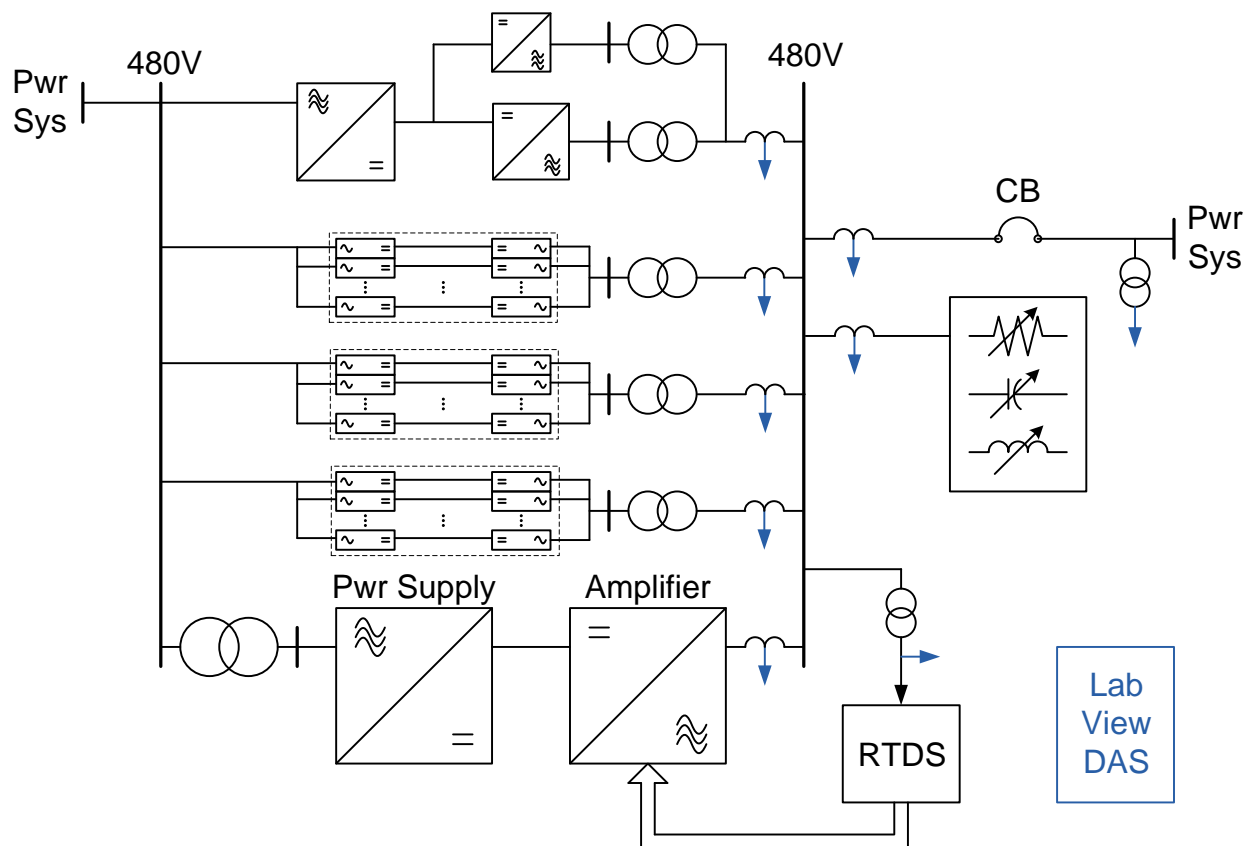 480V
Pwr
Sys
480V
CB
Pwr
Sys
Pwr Supply
Amplifier
RTDS
Lab
View
DAS